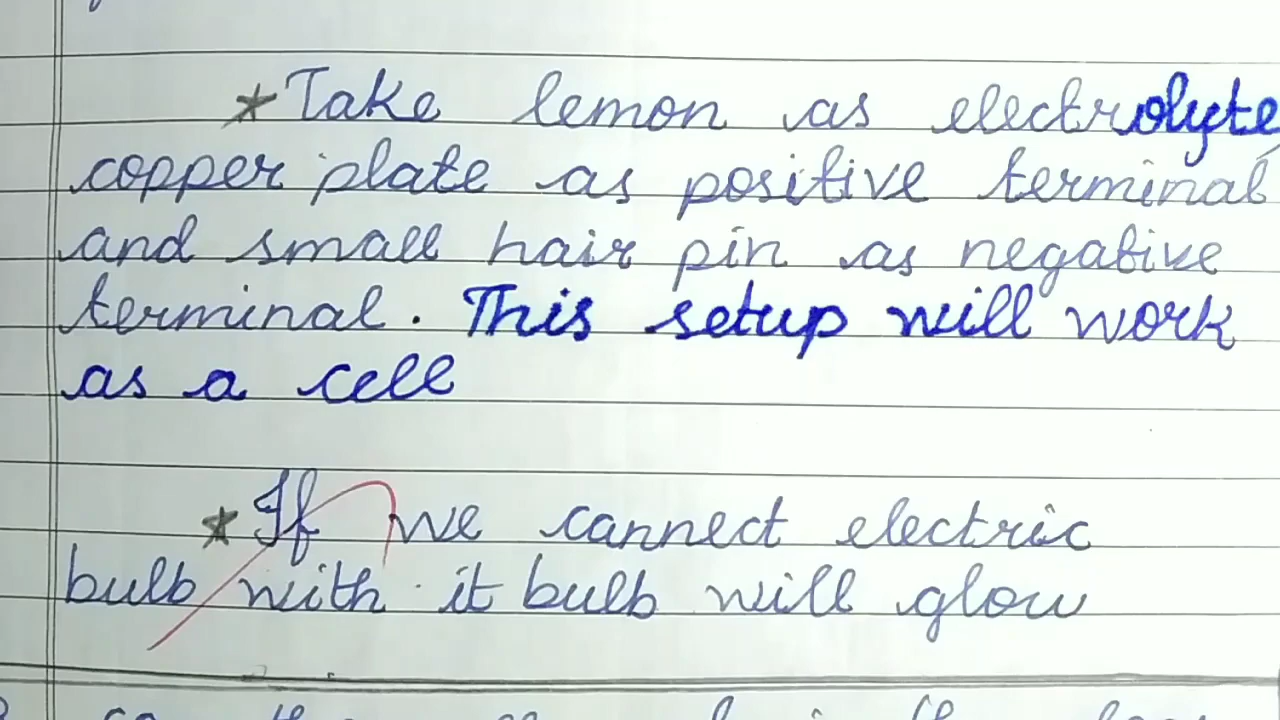 ★ Take lemon as electrolyte,
copper plate as positive terminal
and small hair pin as negative
terminal. This setup will work
as a cell
★ If we cannect electric
bulb with it bulb will glow